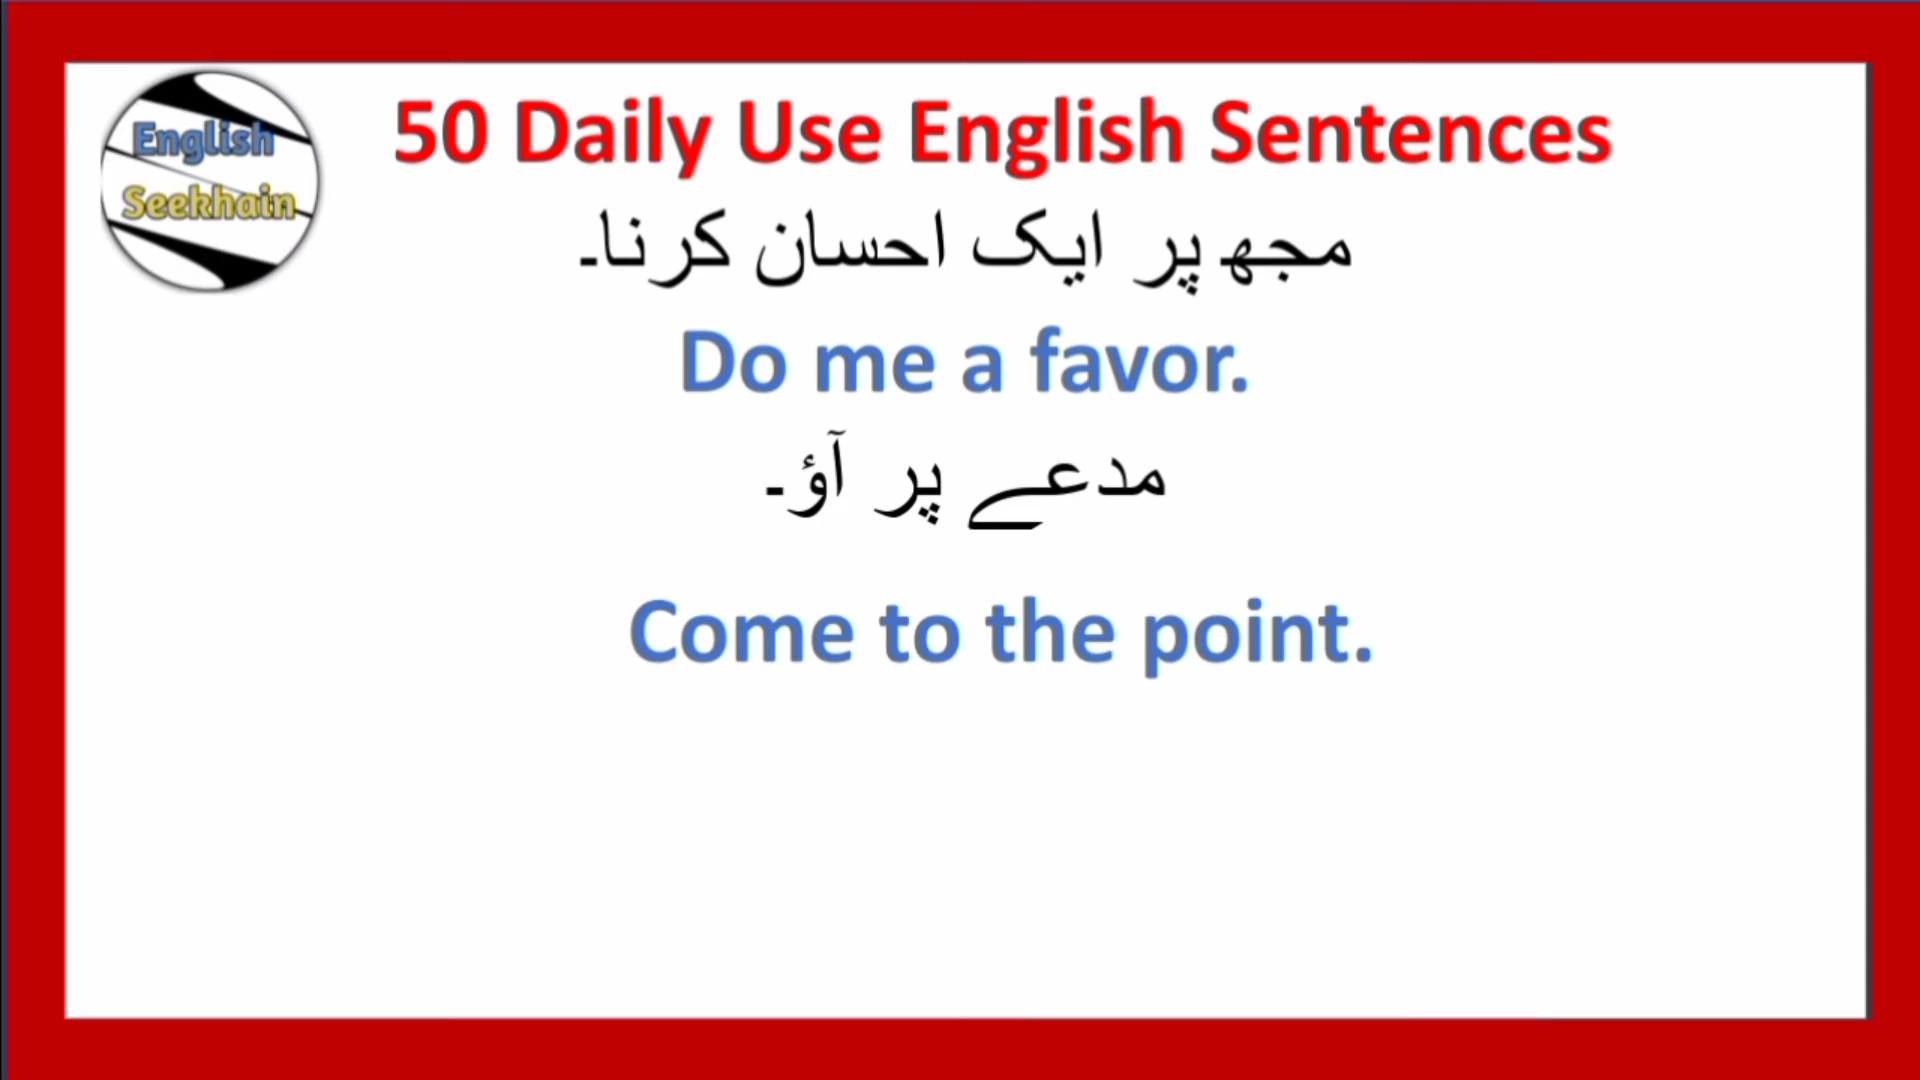 English
Seekhain
50 Daily Use English Sentences
مجھ پر ایک احسان کرنا۔
Do me a favor.
مدعے پر آؤ۔
Come to the point.